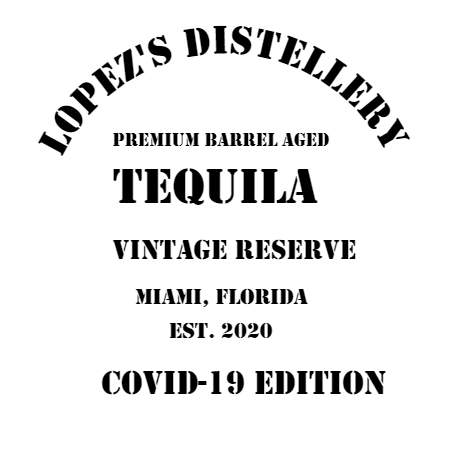 LOPEZ'S DISTELLERY
PREMIUM BARREL AGED
TEQUILA
VINTAGE RESERVE
MIAMI, FLORIDA
EST. 2020
COVID-19 EDITION